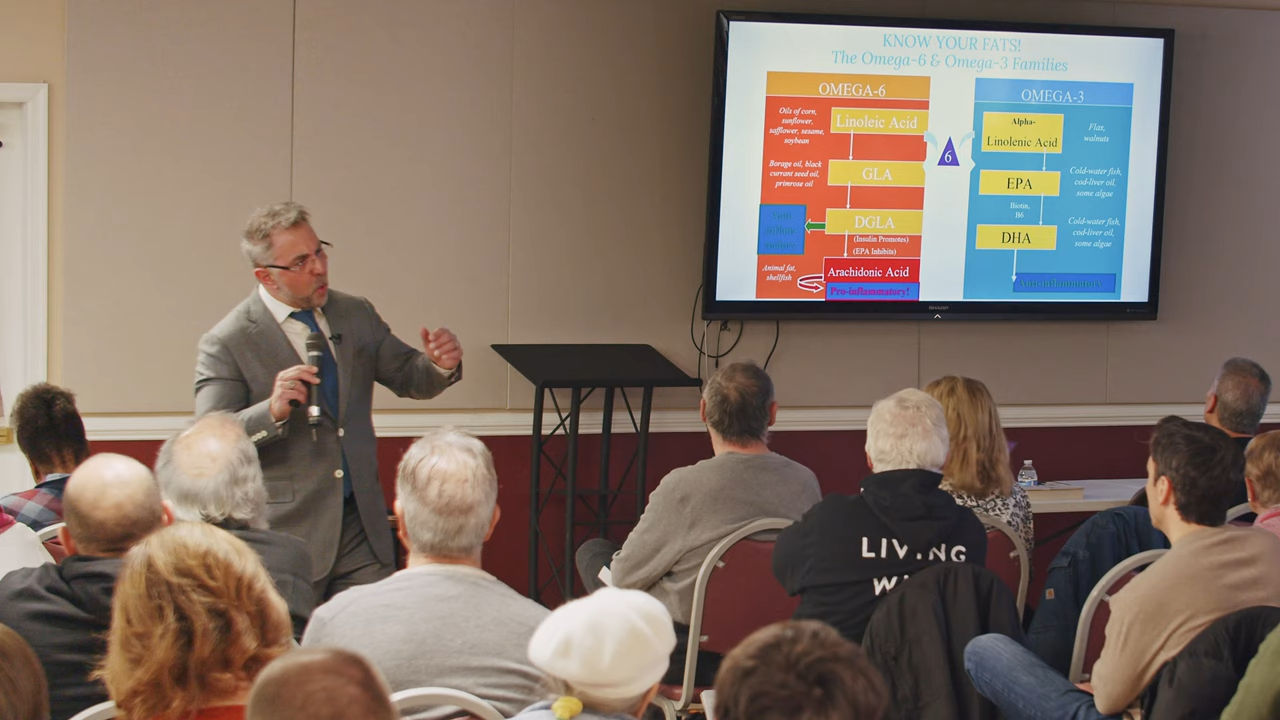 KNOW YOUR FATS!
The Omega-6 & Omega-3 Families
OMEGA-6
Oils of corn,
sunflower,
safflower, sesame,
soybean
Linoleic Acid
Borage oil, black
currant seed oil,
primrose oil
GLA
DGLA
(Insulin Promotes)
(EPA Inhibits)
Animal fat,
shellfish
Arachidonic Acid
Pro-inflammatory!
6
OMEGA-3
Alpha-
Linolenic Acid
Flax,
walnuts
EPA
Cold-water fish,
cod-liver oil,
some algae
Biotin,
B6
DHA
Cold-water fish,
cod-liver oil,
some algae
Anti-inflammatory!
LIVING